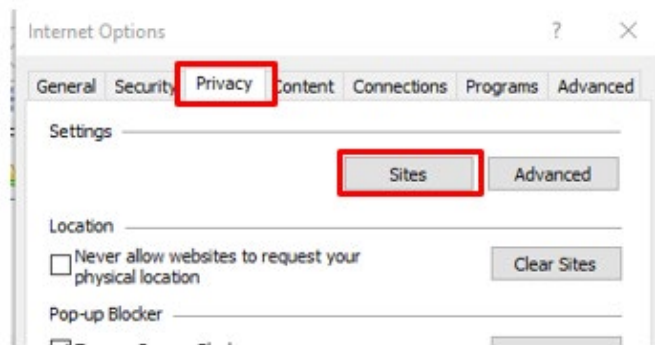 Internet Options ?
General Security Privacy Content Connections Programs Advanced
Settings
Sites Advanced
Location
Never allow websites to request your
physical location
Clear Sites
Pop-up Blocker